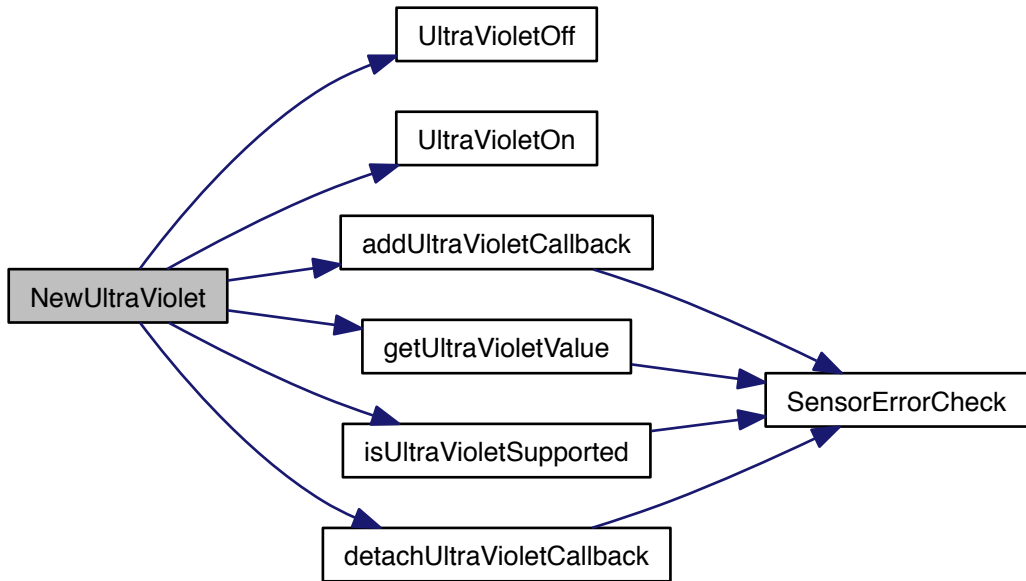 UltraVioletOff
UltraVioletOn
addUltraVioletCallback
NewUltraViolet
getUltraVioletValue
SensorErrorCheck
isUltraVioletSupported
detachUltraVioletCallback